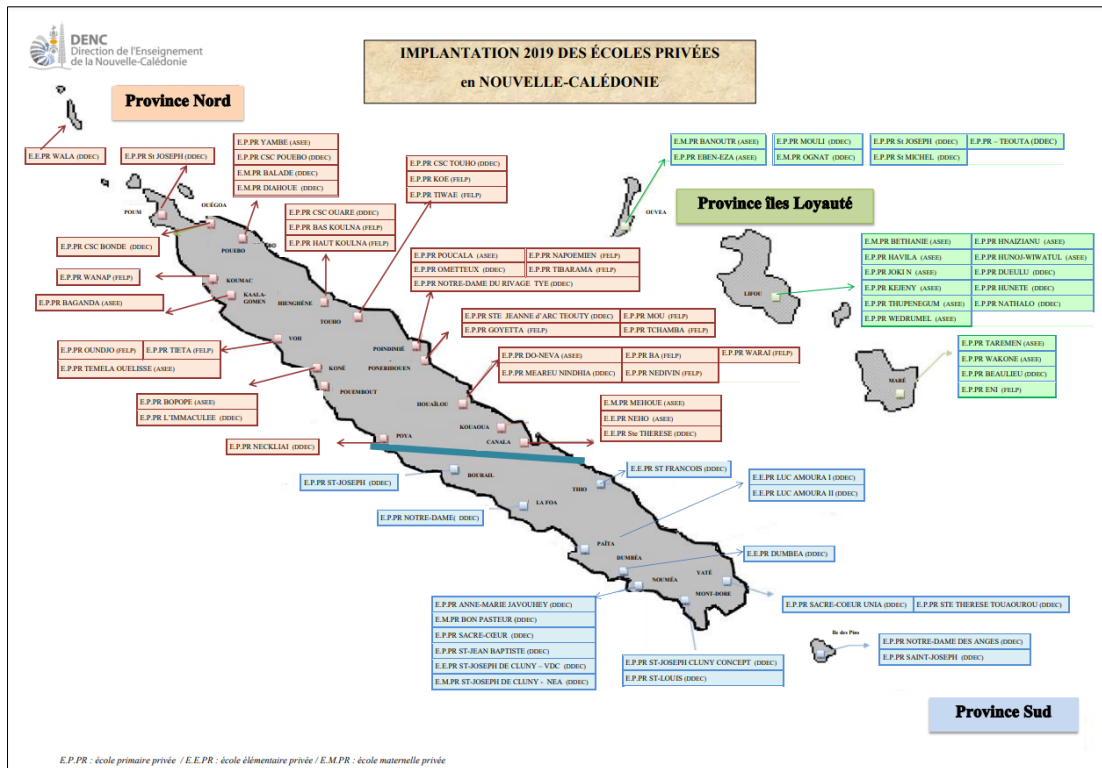 DENC
Direction de l'Enseignement
de la Nouvelle-Calédonie
IMPLANTATION 2019 DES ÉCOLES PRIVÉES
en NOUVELLE-CALÉDONIE
Province Nord
E.E.PR WALA (DDEC)
E.P.PR St JOSEPH (DDEC)
E.P.PR YAMBE (ASEE)
E.P.PR CSC POUEBO (DDEC)
E.M.PR BALADE (DDEC)
E.M.PR DIAHOUE (DDEC)
E.P.PR CSC TOUHO (DDEC)
E.P.PR KOE (FELP)
E.P.PR TIWAE (FELP)
E.M.PR BANOUTE (ASEE)
E.P.PR EBEN-EZA (ASEE)
E.P.PR MOULI (DDEC)
E.M.PR OGNAT (DDEC)
E.P.PR St JOSEPH (DDEC)
E.P.PR – TEOUTA (DDEC)
E.P.PR St MICHEL (DDEC)
OUVEA
Province îles Loyauté
POUM
OUÉGOA
POUEBO
E.P.PR CSC OUARE (DDEC)
E.P.PR BAS KOULNA (FELP)
E.P.PR HAUT KOULNA (FELP)
E.P.PR CSC BONDE (DDEC)
E.P.PR WANAP (FELP)
E.P.PR BAGANDA (ASEE)
KOUMAC
KAALA-
GOMEN
HIENGHÈNE
TOUHO
E.P.PR POUCALA (ASEE)
E.P.PR NAPOEMIEN (FELP)
E.P.PR OMETTEUX (DDEC)
E.P.PR TIBARAMA (FELP)
E.P.PR NOTRE-DAME DU RIVAGE TYE (DDEC)
E.M.PR BETHANIE (ASEE)
E.P.PR HNAIZIANU (ASEE)
E.P.PR HAVILA (ASEE)
E.P.PR HUNOJ-WIWATUL (ASEE)
E.P.PR JOKI N (ASEE)
E.P.PR DUEULU (DDEC)
E.P.PR KEJENY (ASEE)
E.P.PR HUNETE (DDEC)
E.P.PR THUPENEGUM (ASEE)
E.P.PR NATHALO (DDEC)
E.P.PR WEDRUMEL (ASEE)
LIFOU
E.P.PR STE JEANNE d'ARC TEOUTY (DDEC)
E.P.PR MOU (FELP)
E.P.PR GOYETTA (FELP)
E.P.PR TCHAMBA (FELP)
VOH
POINDIMIÉ
PONERIHOUEN
E.P.PR OUNDJO (FELP)
E.P.PR TIETA (FELP)
E.P.PR TEMELA OUELISSE (ASEE)
KONÉ
POUEMBOUT
E.P.PR DO-NEVA (ASEE)
E.P.PR BA (FELP)
E.P.PR WARAI (FELP)
E.P.PR MEAREU NINDHIA (DDEC)
E.P.PR NEDIVIN (FELP)
E.P.PR TAREMEN (ASEE)
E.P.PR WAKONE (ASEE)
E.P.PR BEAULIEU (DDEC)
E.P.PR ENI (FELP)
MARÉ
E.P.PR BOPOPE (ASEE)
E.P.PR L'IMMACULEE (DDEC)
HOUAÏLOU
KOUAOUA
CANALA
E.M.PR MEHOUE (ASEE)
E.E.PR NEHO (ASEE)
E.E.PR Ste THERESE (DDEC)
E.P.PR NECKLIAI (DDEC)
POYA
E.P.PR ST-JOSEPH (DDEC)
BOURAIL
E.E.PR ST FRANCOIS (DDEC)
THIO
E.E.PR LUC AMOURA I (DDEC)
E.E.PR LUC AMOURA II (DDEC)
E.P.PR NOTRE-DAME( DDEC)
LA FOA
PAÏTA
DUMBÉA
E.E.PR DUMBEA (DDEC)
NOUMÉA
YATÉ
MONT-DORE
E.P.PR ANNE-MARIE JAVOUHEY (DDEC)
E.M.PR BON PASTEUR (DDEC)
E.P.PR SACRE-CŒUR (DDEC)
E.P.PR ST-JEAN BAPTISTE (DDEC)
E.E.PR ST-JOSEPH DE CLUNY – VDC (DDEC)
E.M.PR ST-JOSEPH DE CLUNY - NEA (DDEC)
E.P.PR SACRE-COEUR UNIA (DDEC)
E.P.PR STE THERESE TOUAOUROU (DDEC)
Ile des Pins
E.P.PR NOTRE-DAME DES ANGES (DDEC)
E.P.PR SAINT-JOSEPH (DDEC)
E.P.PR ST-JOSEPH CLUNY CONCEPT (DDEC)
E.P.PR ST-LOUIS (DDEC)
Province Sud
E.P.PR : école primaire privée / E.E.PR : école élémentaire privée / E.M.PR : école maternelle privée